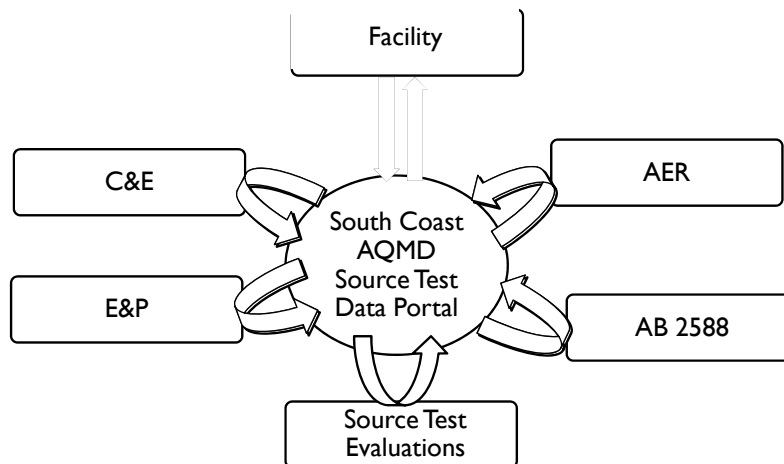 Facility
C&E
AER
South Coast
AQMD
Source Test
Data Portal
E&P
AB 2588
Source Test
Evaluations